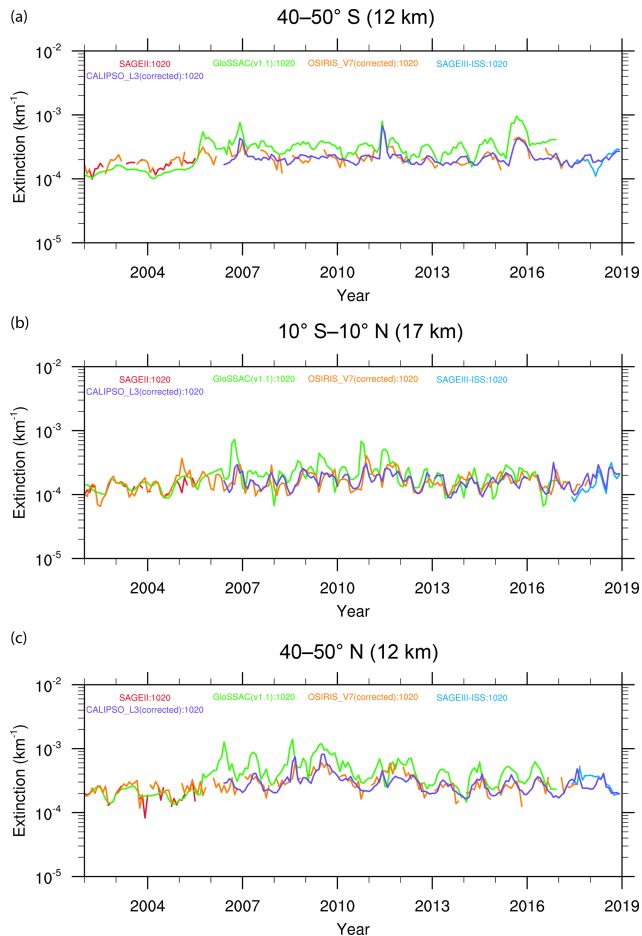 (a)
40–50° S (12 km)
10⁻²
SAGEII:1020 GloSSAC(v1.1):1020 OSIRIS_V7(corrected):1020 SAGEIII-ISS:1020
CALIPSO_L3(corrected):1020
10⁻³
Extinction (km⁻¹)
10⁻⁴
10⁻⁵
2004 2007 2010 2013 2016 2019
Year
(b)
10° S–10° N (17 km)
10⁻²
SAGEII:1020 GloSSAC(v1.1):1020 OSIRIS_V7(corrected):1020 SAGEIII-ISS:1020
CALIPSO_L3(corrected):1020
10⁻³
Extinction (km⁻¹)
10⁻⁴
10⁻⁵
2004 2007 2010 2013 2016 2019
Year
(c)
40–50° N (12 km)
10⁻²
SAGEII:1020 GloSSAC(v1.1):1020 OSIRIS_V7(corrected):1020 SAGEIII-ISS:1020
CALIPSO_L3(corrected):1020
10⁻³
Extinction (km⁻¹)
10⁻⁴
10⁻⁵
2004 2007 2010 2013 2016 2019
Year